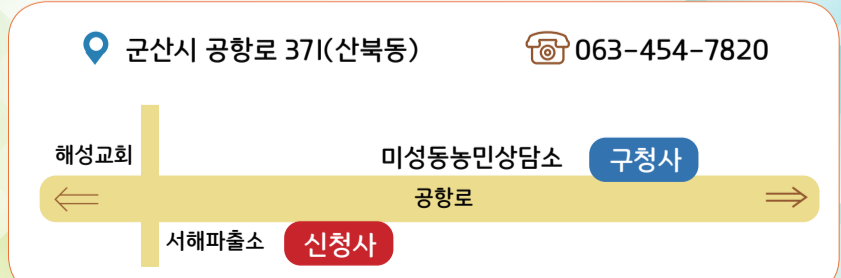 군산시 공항로 371(산북동) 063-454-7820
해성교회 미성동농민상담소 구청사
공항로
서해파출소 신청사